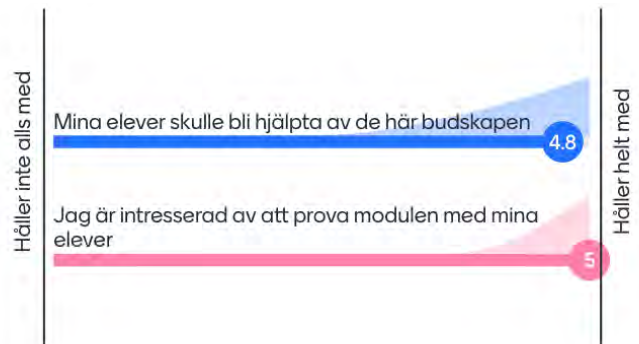 Håller inte alls med
Mina elever skulle bli hjälpta av de här budskapen
4.8
Jag är intresserad av att prova modulen med mina
elever
5
Håller helt med